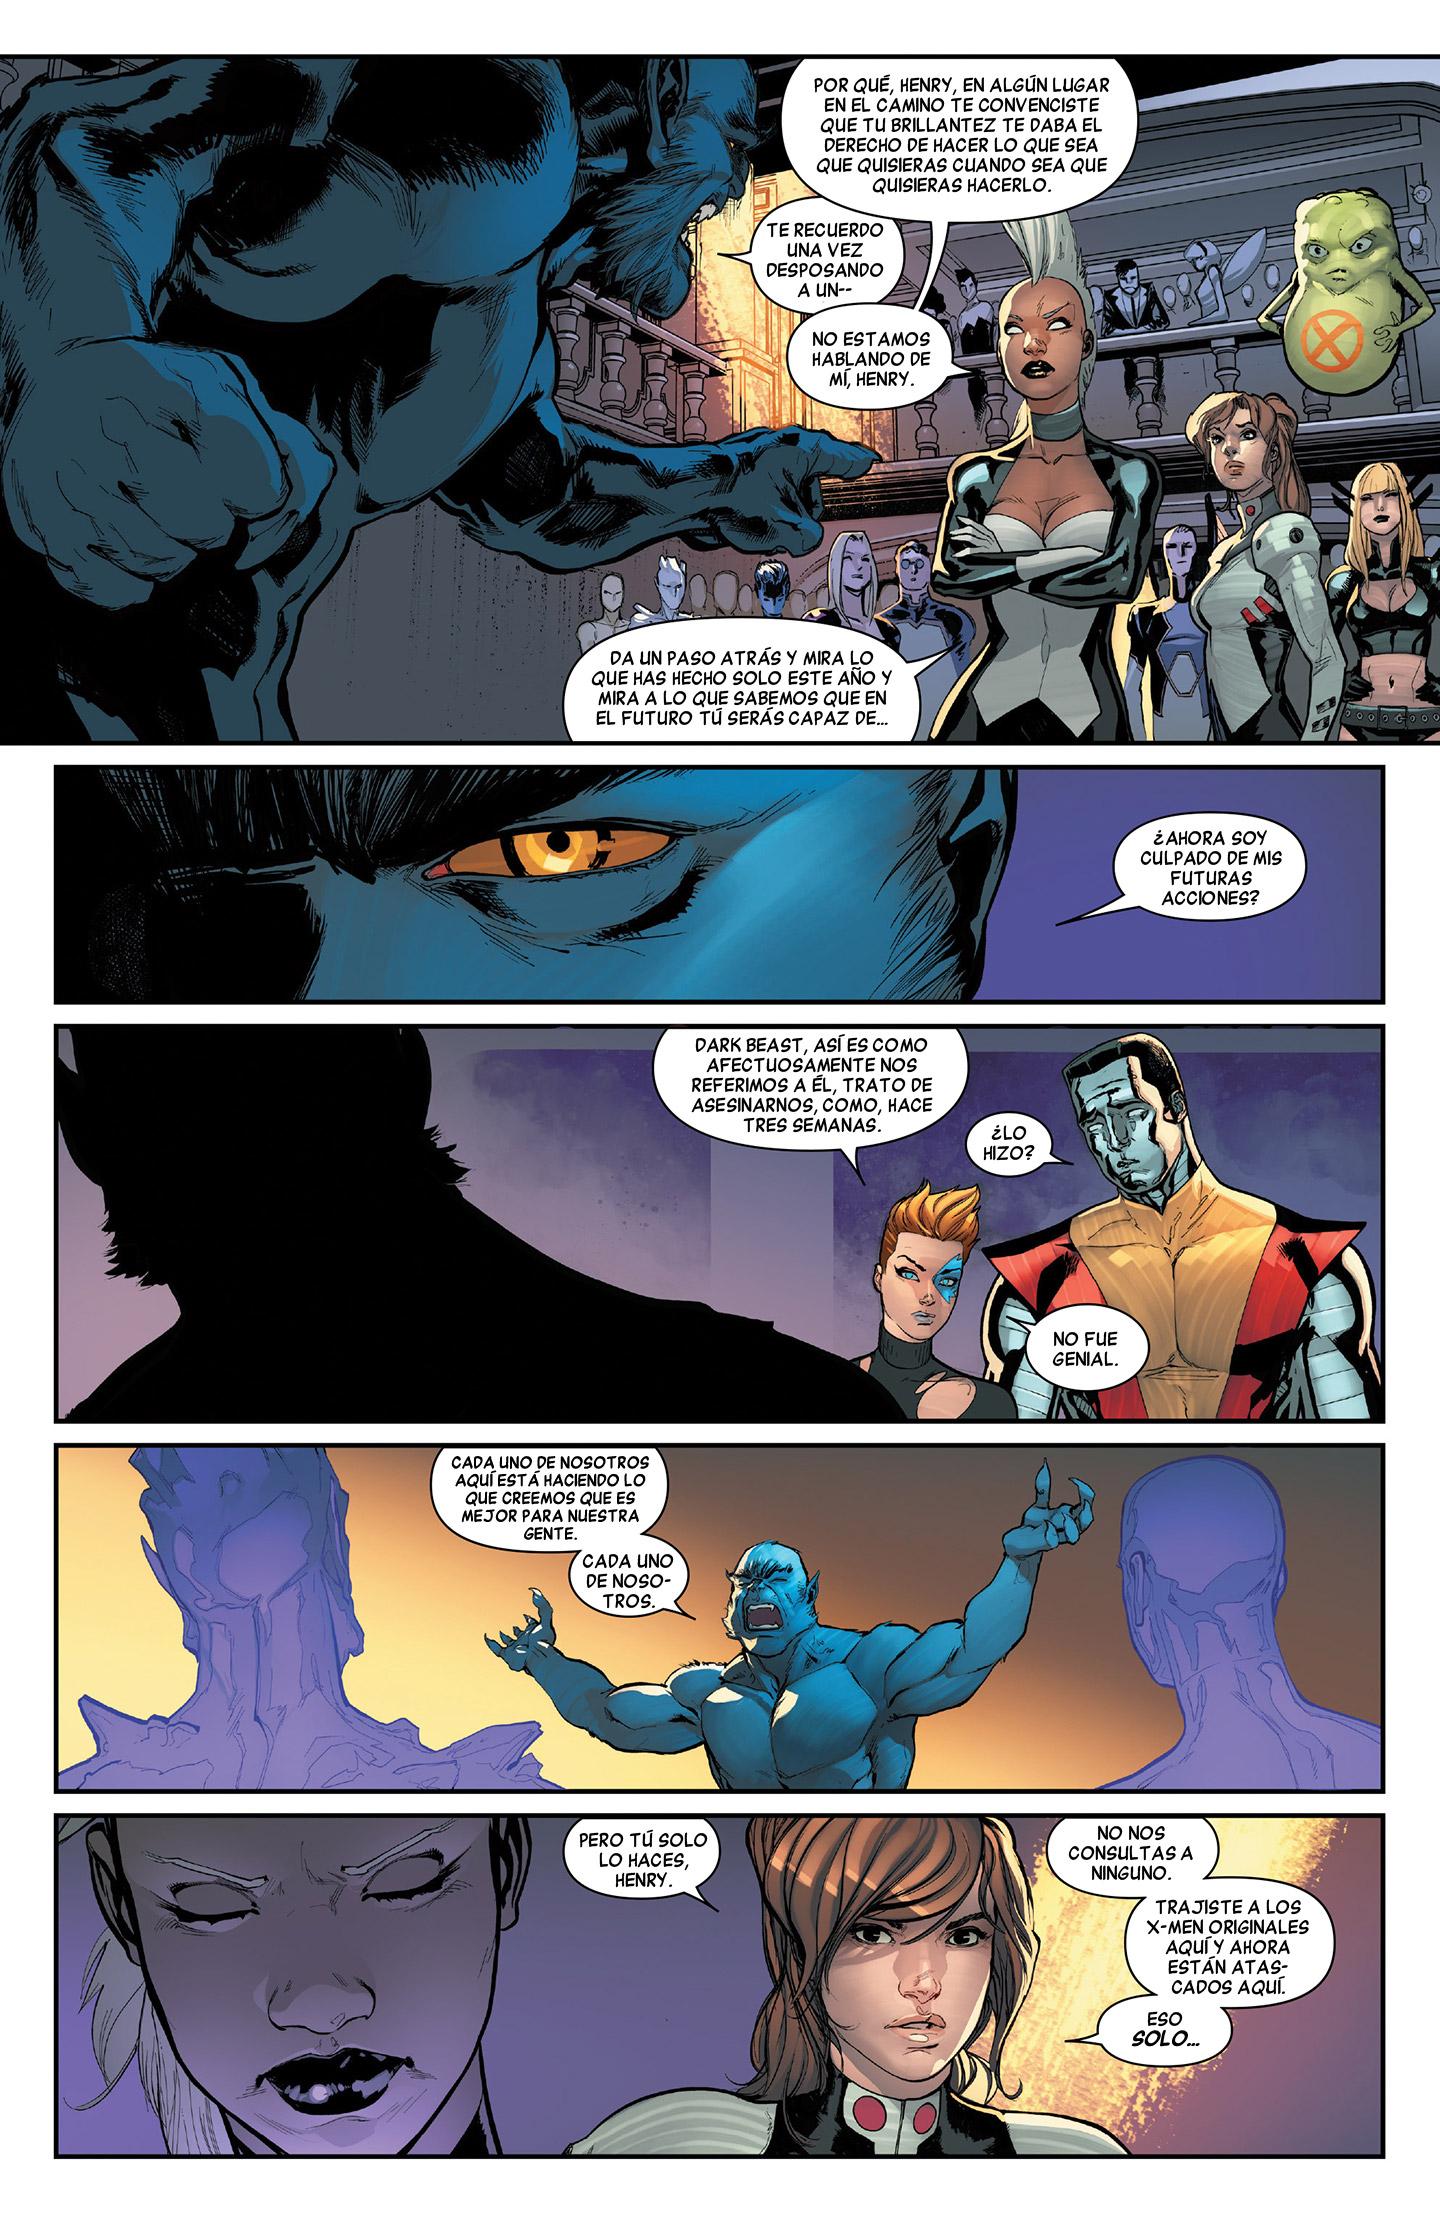 POR QUÉ, HENRY, EN ALGÚN LUGAR
EN EL CAMINO TE CONVENCISTE
QUE TU BRILLANTEZ TE DABA EL
DERECHO DE HACER LO QUE SEA
QUE QUISIERAS CUANDO SEA QUE
QUISIERAS HACERLO.
TE RECUERDO
UNA VEZ
DESPOSANDO
A UN--
NO ESTAMOS
HABLANDO DE
MÍ, HENRY.
DA UN PASO ATRÁS Y MIRA LO
QUE HAS HECHO SOLO ESTE AÑO Y
MIRA A LO QUE SABEMOS QUE EN
EL FUTURO TÚ SERÁS CAPAZ DE...
¿AHORA SOY
CULPADO DE MIS
FUTURAS
ACCIONES?
DARK BEAST, ASÍ ES COMO
AFECTUOSAMENTE NOS
REFERIMOS A ÉL, TRATO DE
ASESINARNOS, COMO, HACE
TRES SEMANAS.
¿LO
HIZO?
NO FUE
GENIAL.
CADA UNO DE NOSOTROS
AQUÍ ESTÁ HACIENDO LO
QUE CREEMOS QUE ES
MEJOR PARA NUESTRA
GENTE.
CADA UNO
DE NOSO-
TROS.
PERO TÚ SOLO
LO HACES,
HENRY.
NO NOS
CONSULTAS A
NINGUNO.
TRAJISTE A LOS
X-MEN ORIGINALES
AQUÍ Y AHORA
ESTÁN ATAS-
CADOS AQUÍ.
ESO
SOLO...